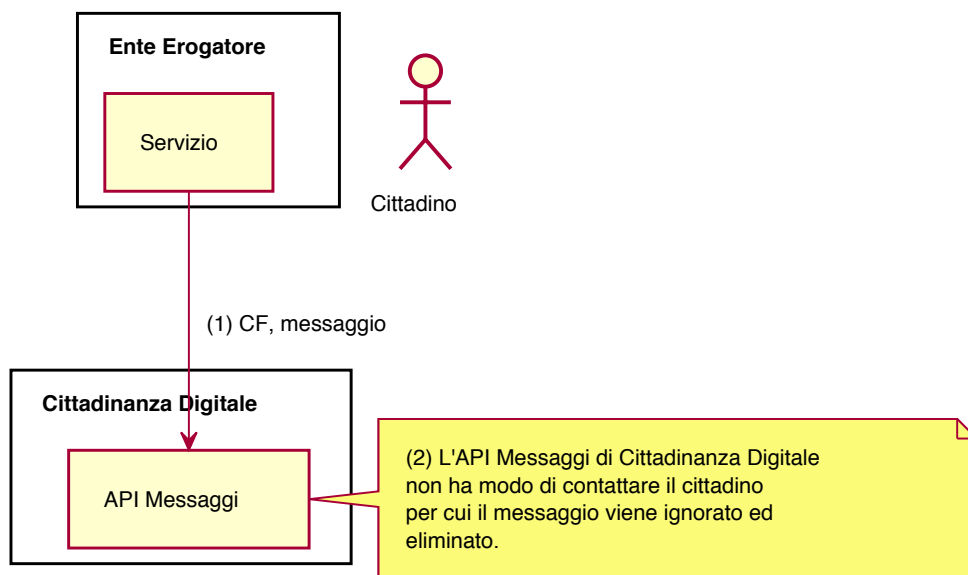 Ente Erogatore
Servizio
Cittadino
(1) CF, messaggio
Cittadinanza Digitale
API Messaggi
(2) L'API Messaggi di Cittadinanza Digitale
non ha modo di contattare il cittadino
per cui il messaggio viene ignorato ed
eliminato.